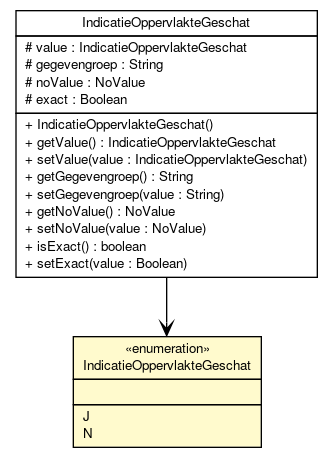 IndicatieOppervlakteGeschat
# value : IndicatieOppervlakteGeschat
# gegevengroep : String
# noValue : NoValue
# exact : Boolean
+ IndicatieOppervlakteGeschat()
+ getValue() : IndicatieOppervlakteGeschat
+ setValue(value : IndicatieOppervlakteGeschat)
+ getGegevengroep() : String
+ setGegevengroep(value : String)
+ getNoValue() : NoValue
+ setNoValue(value : NoValue)
+ isExact() : boolean
+ setExact(value : Boolean)
«enumeration»
IndicatieOppervlakteGeschat
J
N